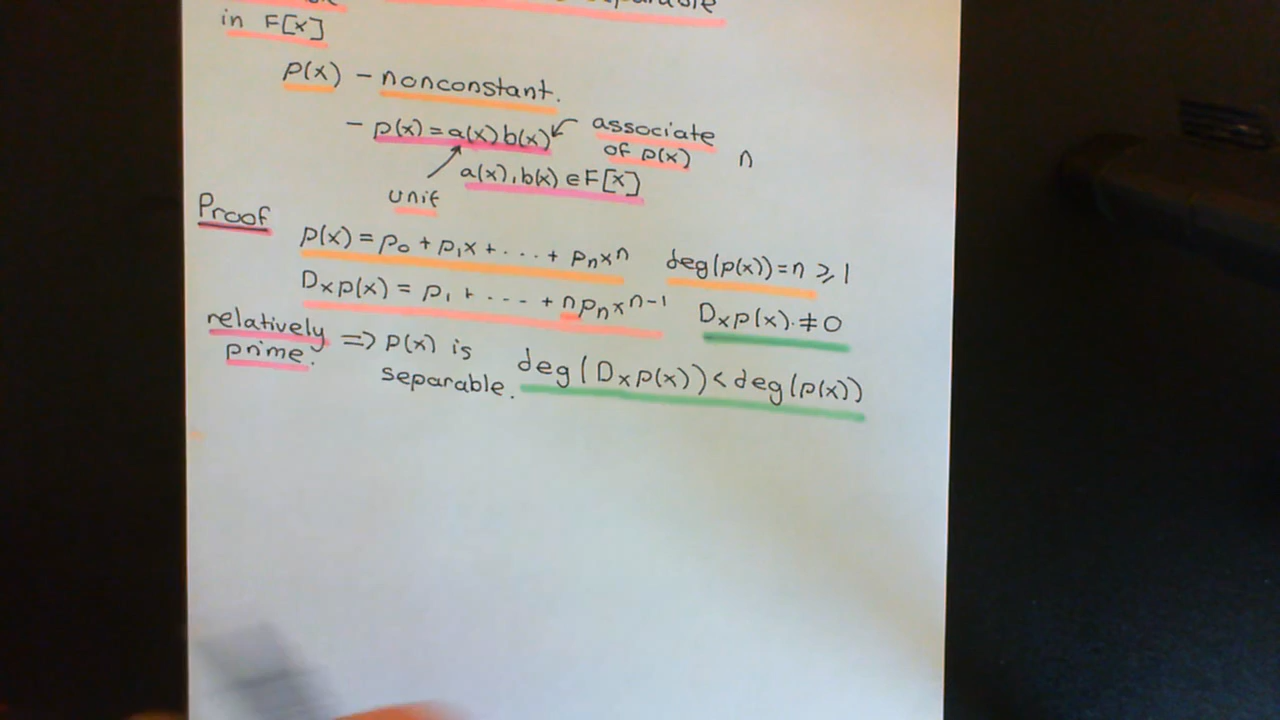 in F[x]
p(x) - nonconstant.
- p(x) = a(x) b(x) associate of p(x) n
a(x), b(x) ∈ F[x]
unit
Proof
p(x) = p₀ + p₁x + ... + pₙxⁿ deg(p(x)) = n ⩾ 1
Dₓp(x) = p₁ + ... + npₙxⁿ⁻¹ Dₓp(x) ≠ 0
relatively prime. => p(x) is separable. deg(Dₓp(x)) < deg(p(x))